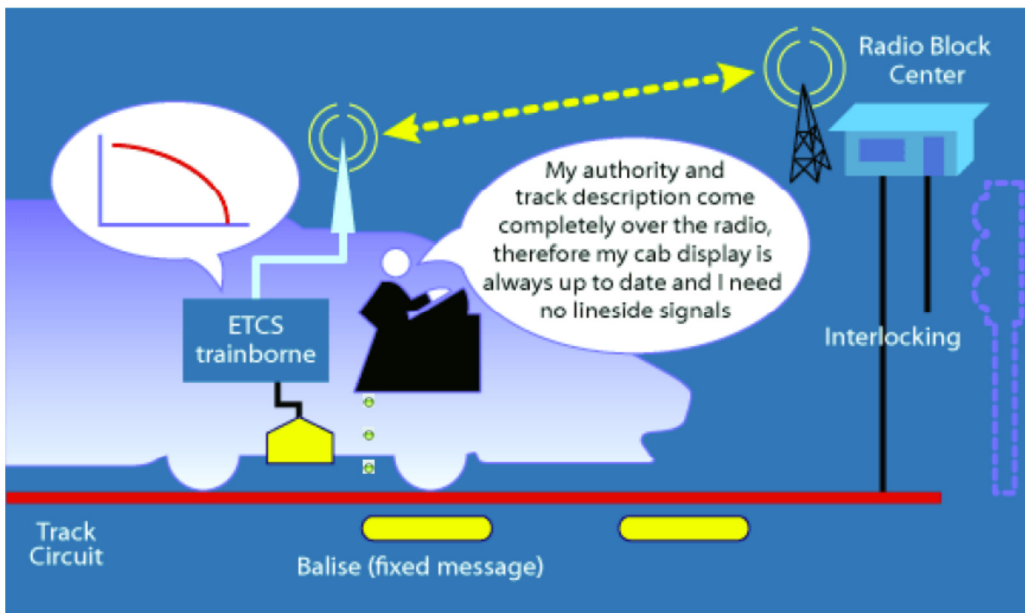 Radio Block
Center
My authority and
track description come
completely over the radio,
therefore my cab display is
always up to date and I need
no lineside signals
ETCS
trainborne
Interlocking
Track
Circuit
Balise (fixed message)